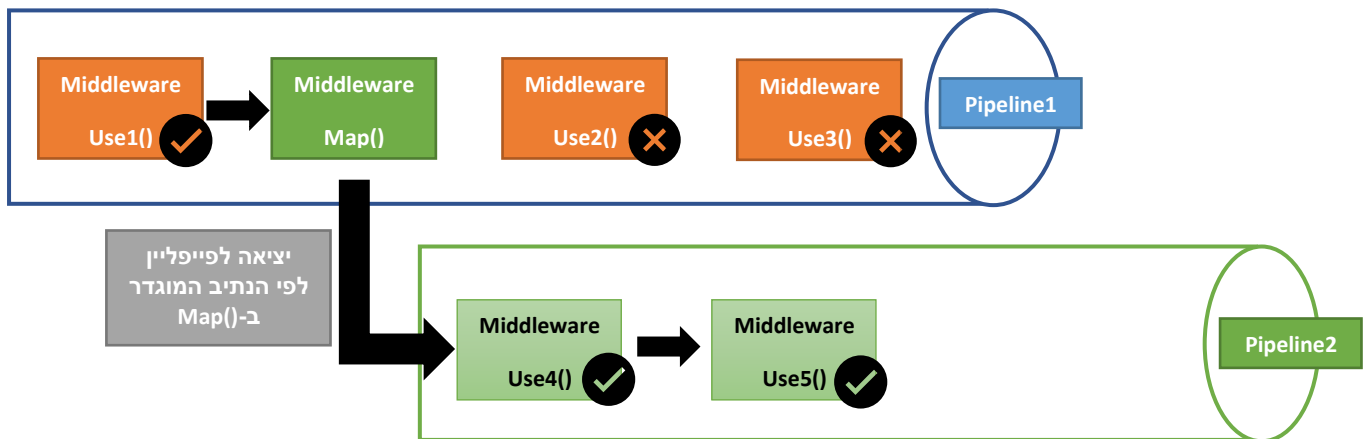 Middleware
Use1()
Middleware
Map()
Middleware
Use2()
Middleware
Use3()
Pipeline1
יציאה לפייפליין
לפי הנתיב המוגדר
ב-Map()
Middleware
Use4()
Middleware
Use5()
Pipeline2